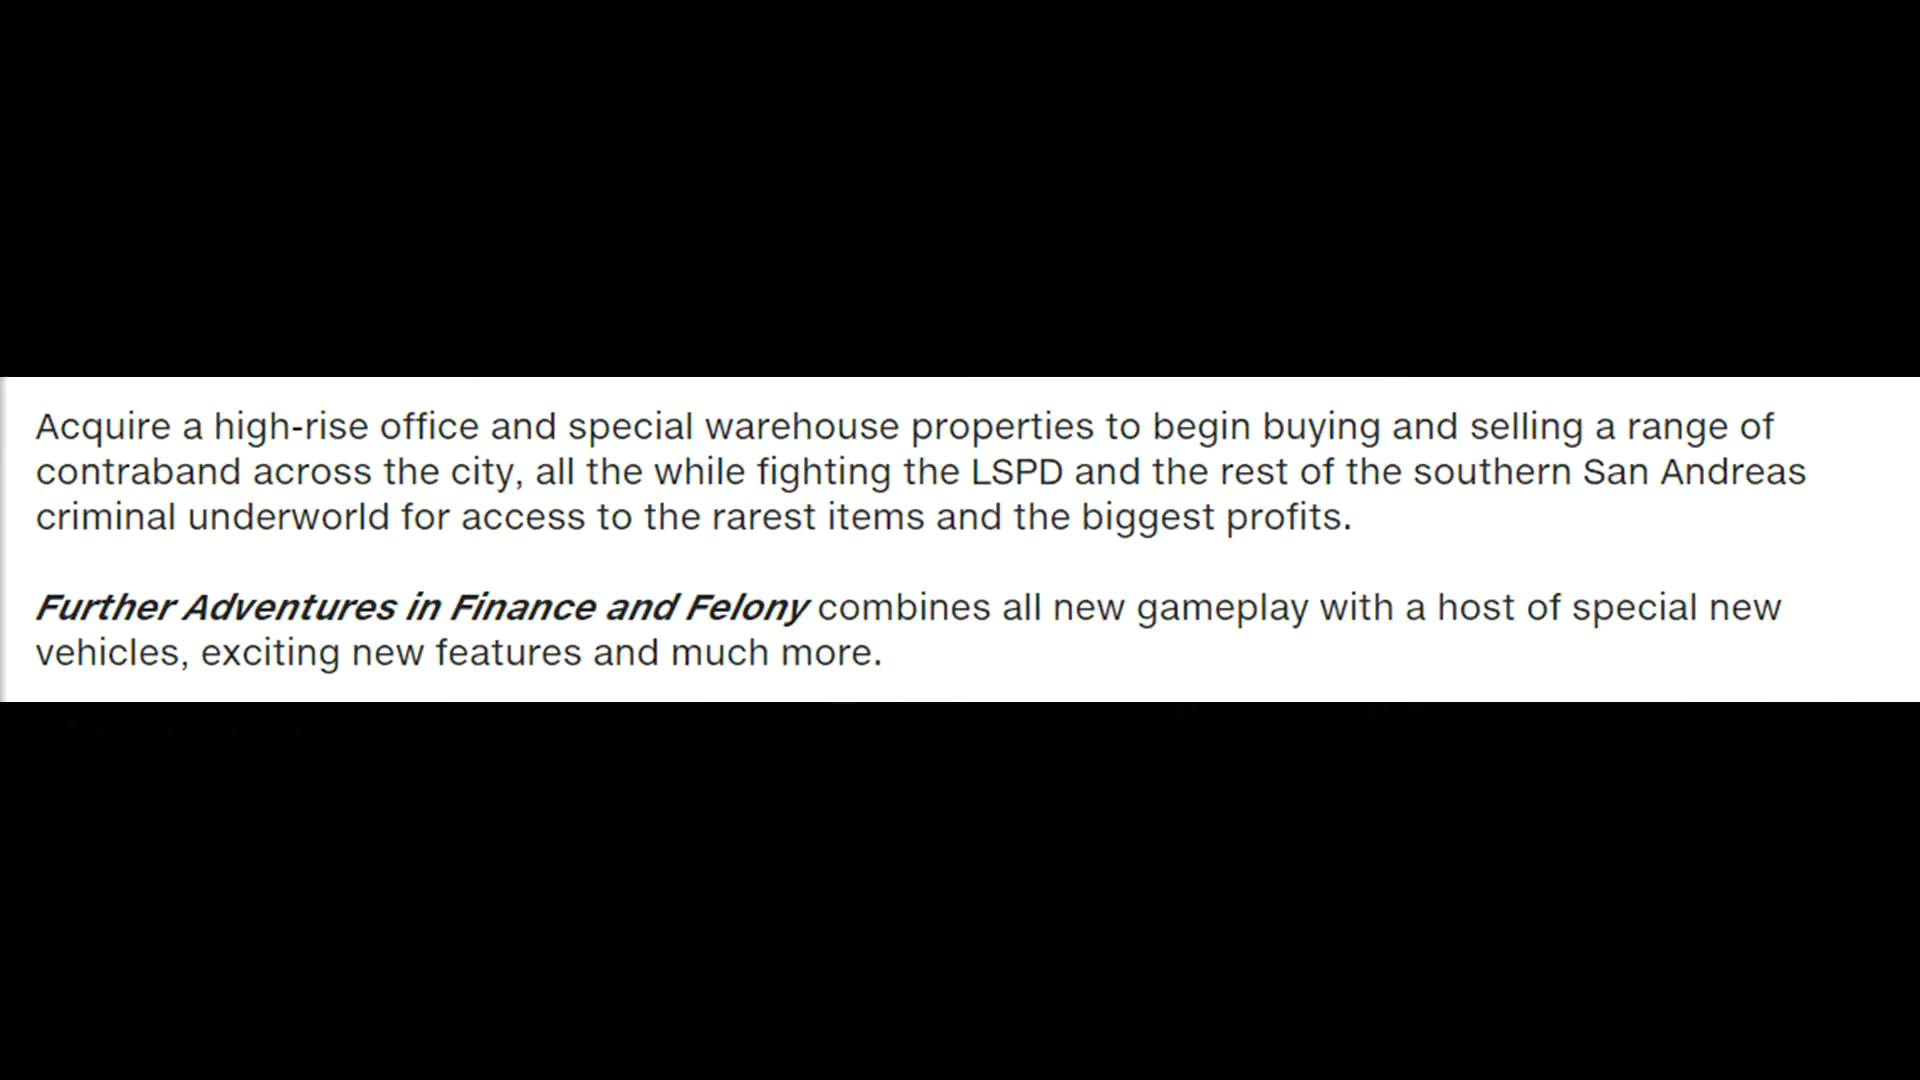 Acquire a high-rise office and special warehouse properties to begin buying and selling a range of
contraband across the city, all the while fighting the LSPD and the rest of the southern San Andreas
criminal underworld for access to the rarest items and the biggest profits.
Further Adventures in Finance and Felony combines all new gameplay with a host of special new
vehicles, exciting new features and much more.